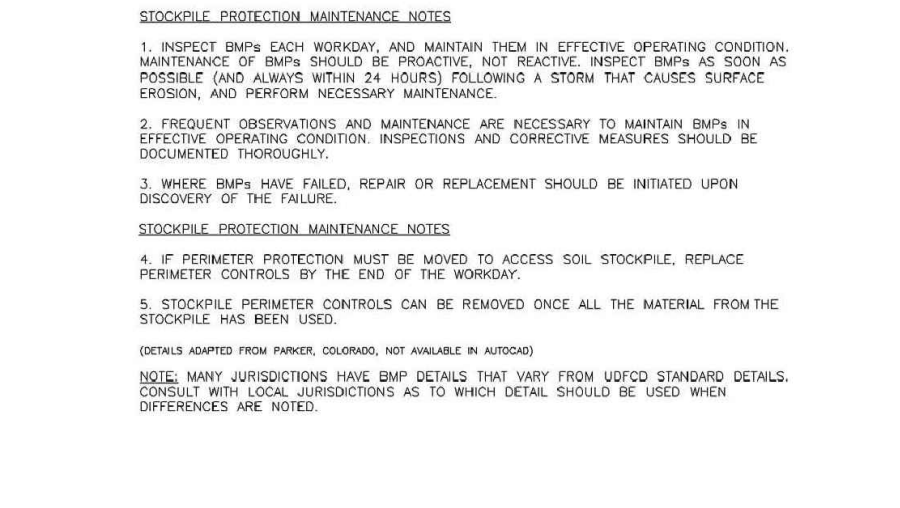 STOCKPILE PROTECTION MAINTENANCE NOTES
1. INSPECT BMPs EACH WORKDAY, AND MAINTAIN THEM IN EFFECTIVE OPERATING CONDITION.
MAINTENANCE OF BMPs SHOULD BE PROACTIVE, NOT REACTIVE. INSPECT BMPs AS SOON AS
POSSIBLE (AND ALWAYS WITHIN 24 HOURS) FOLLOWING A STORM THAT CAUSES SURFACE
EROSION, AND PERFORM NECESSARY MAINTENANCE.
2. FREQUENT OBSERVATIONS AND MAINTENANCE ARE NECESSARY TO MAINTAIN BMPs IN
EFFECTIVE OPERATING CONDITION. INSPECTIONS AND CORRECTIVE MEASURES SHOULD BE
DOCUMENTED THOROUGHLY.
3. WHERE BMPs HAVE FAILED, REPAIR OR REPLACEMENT SHOULD BE INITIATED UPON
DISCOVERY OF THE FAILURE.
STOCKPILE PROTECTION MAINTENANCE NOTES
4. IF PERIMETER PROTECTION MUST BE MOVED TO ACCESS SOIL STOCKPILE, REPLACE
PERIMETER CONTROLS BY THE END OF THE WORKDAY.
5. STOCKPILE PERIMETER CONTROLS CAN BE REMOVED ONCE ALL THE MATERIAL FROM THE
STOCKPILE HAS BEEN USED.
(DETAILS ADAPTED FROM PARKER, COLORADO, NOT AVAILABLE IN AUTOCAD)
NOTE: MANY JURISDICTIONS HAVE BMP DETAILS THAT VARY FROM UDFCD STANDARD DETAILS.
CONSULT WITH LOCAL JURISDICTIONS AS TO WHICH DETAIL SHOULD BE USED WHEN
DIFFERENCES ARE NOTED.